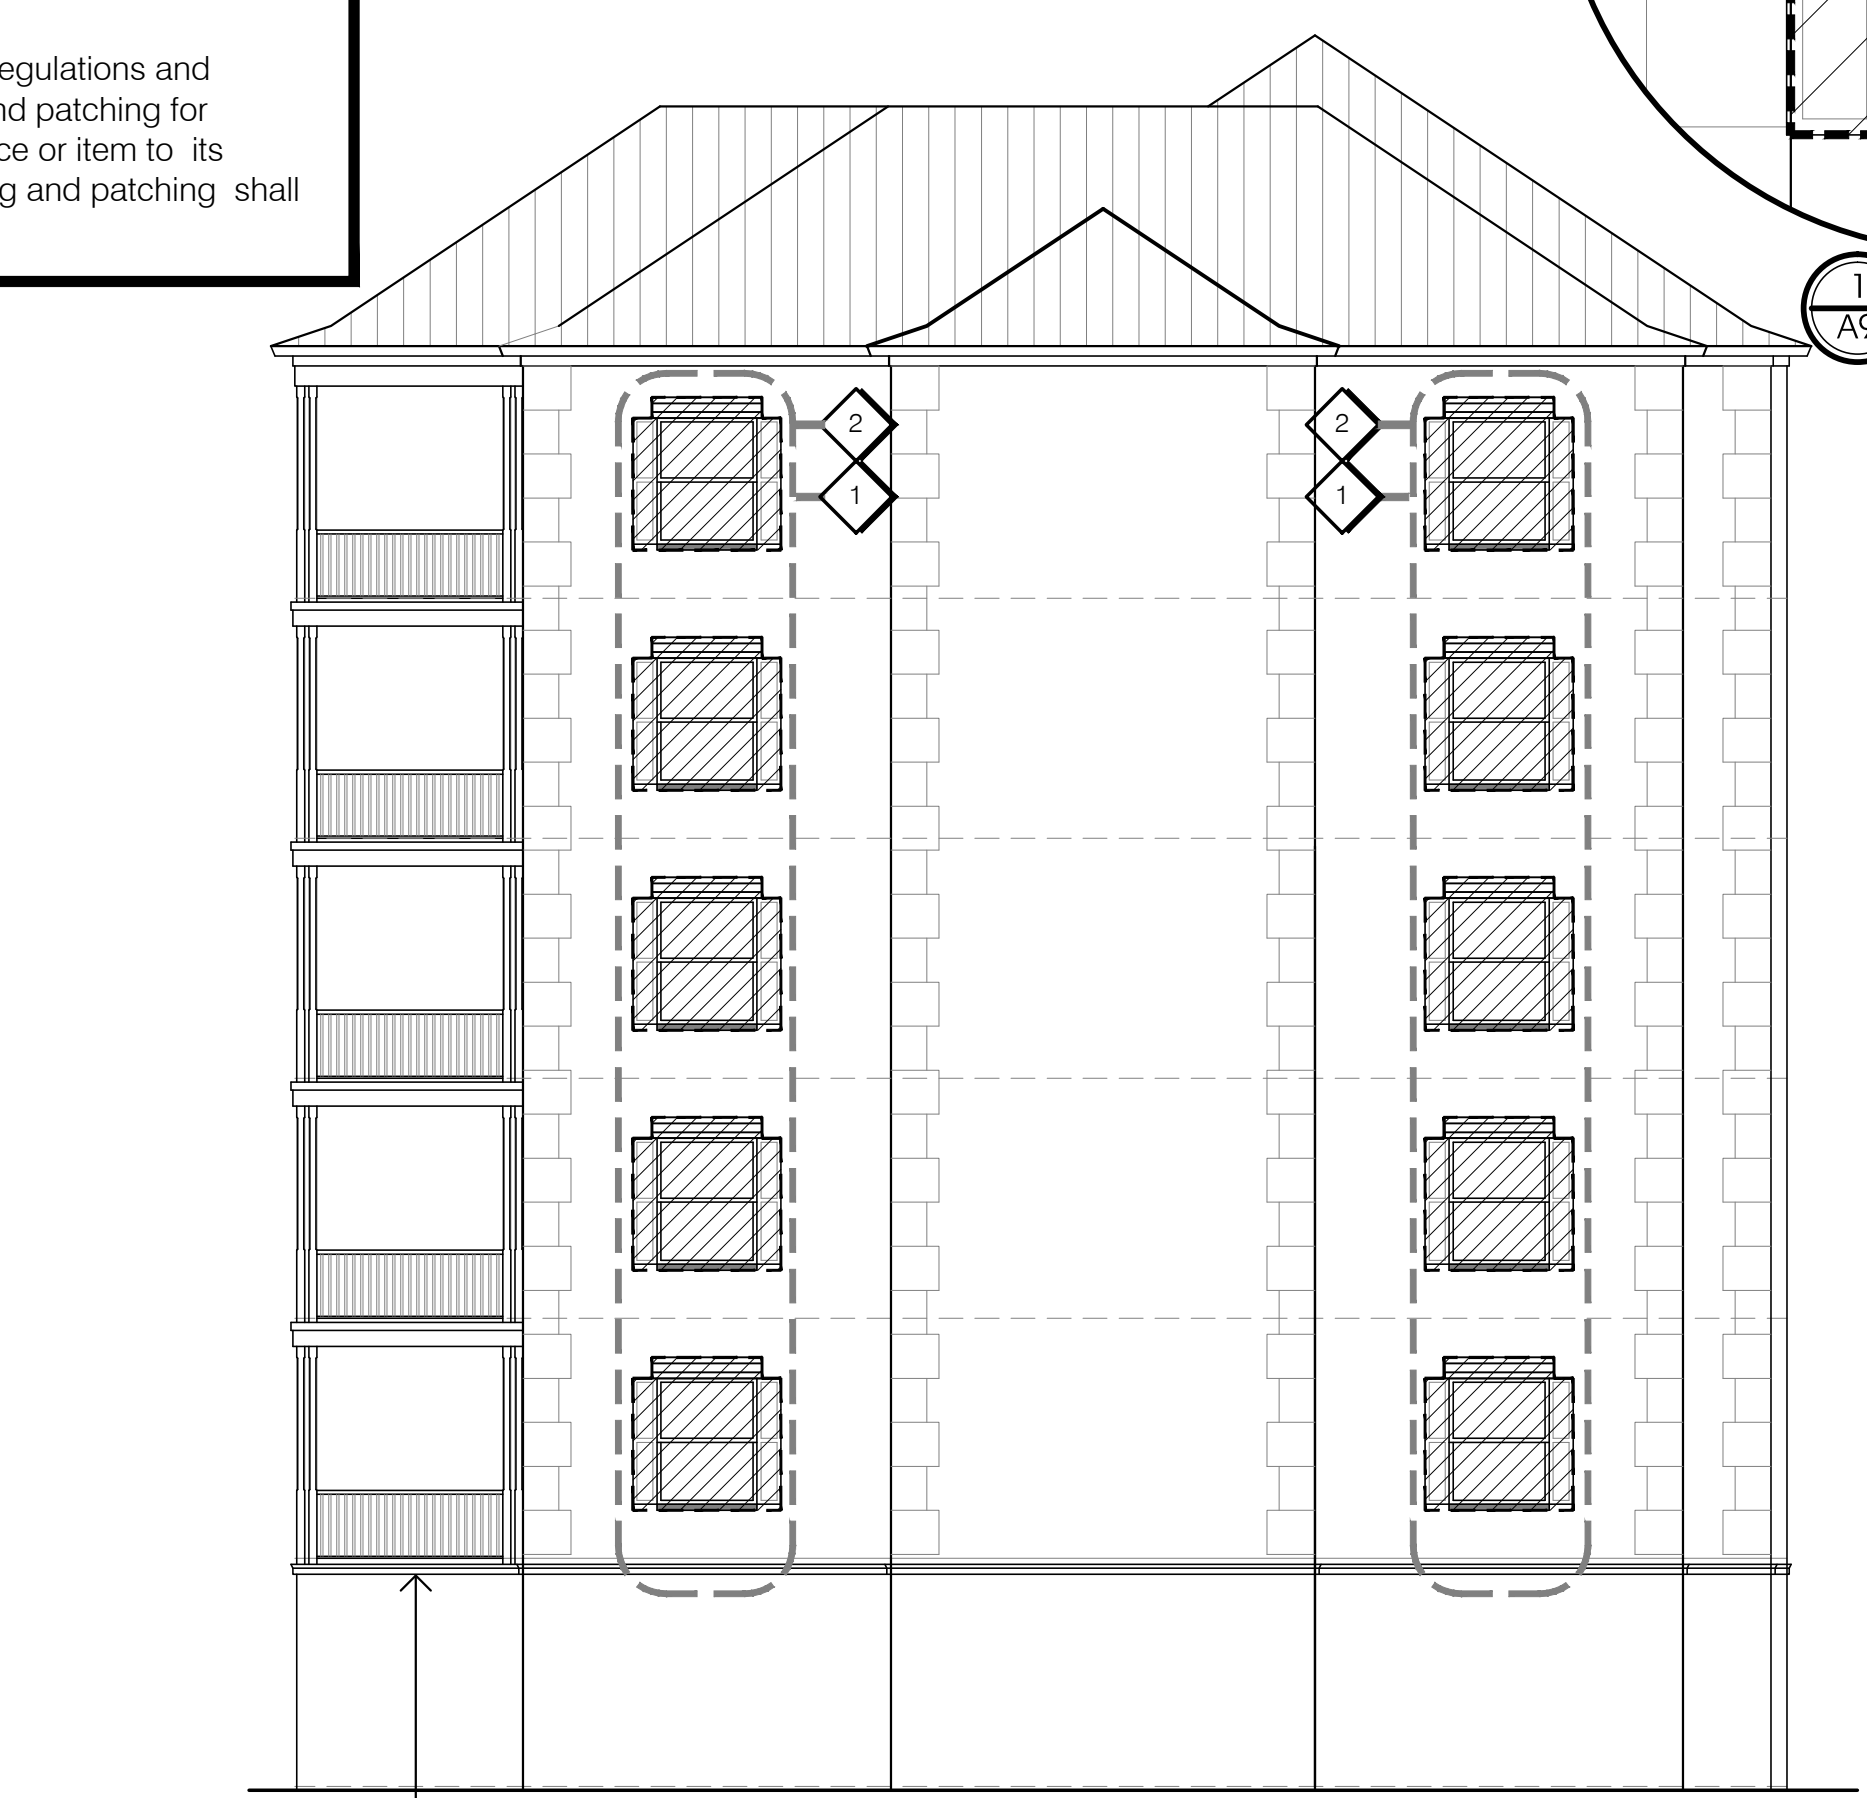 egulations and
nd patching for
ce or item to its
g and patching shall
1
A9
2
1
2
1